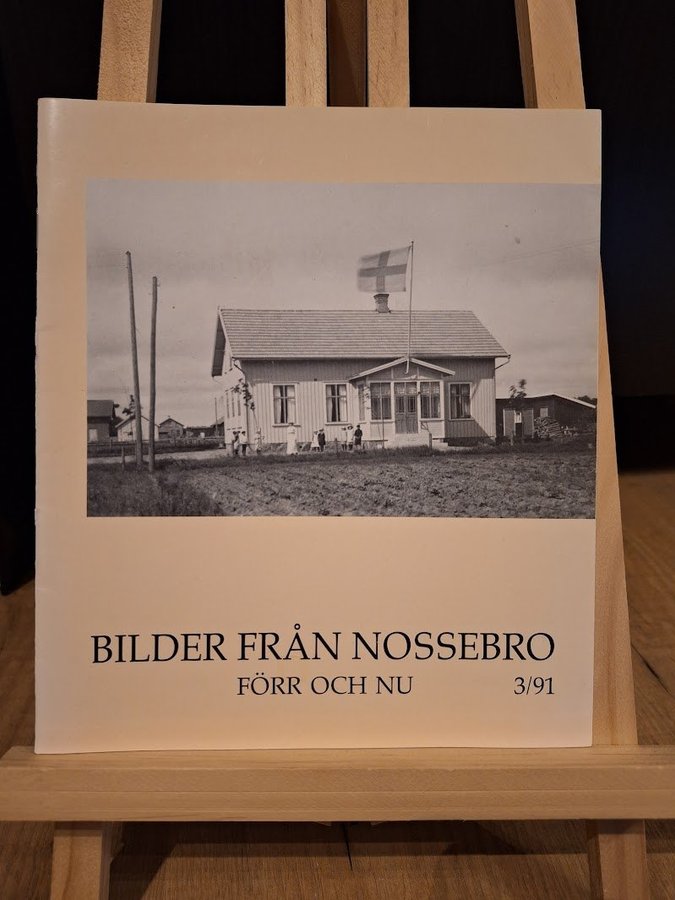 BILDER FRÅN NOSSEBRO
FÖRR OCH NU 3/91